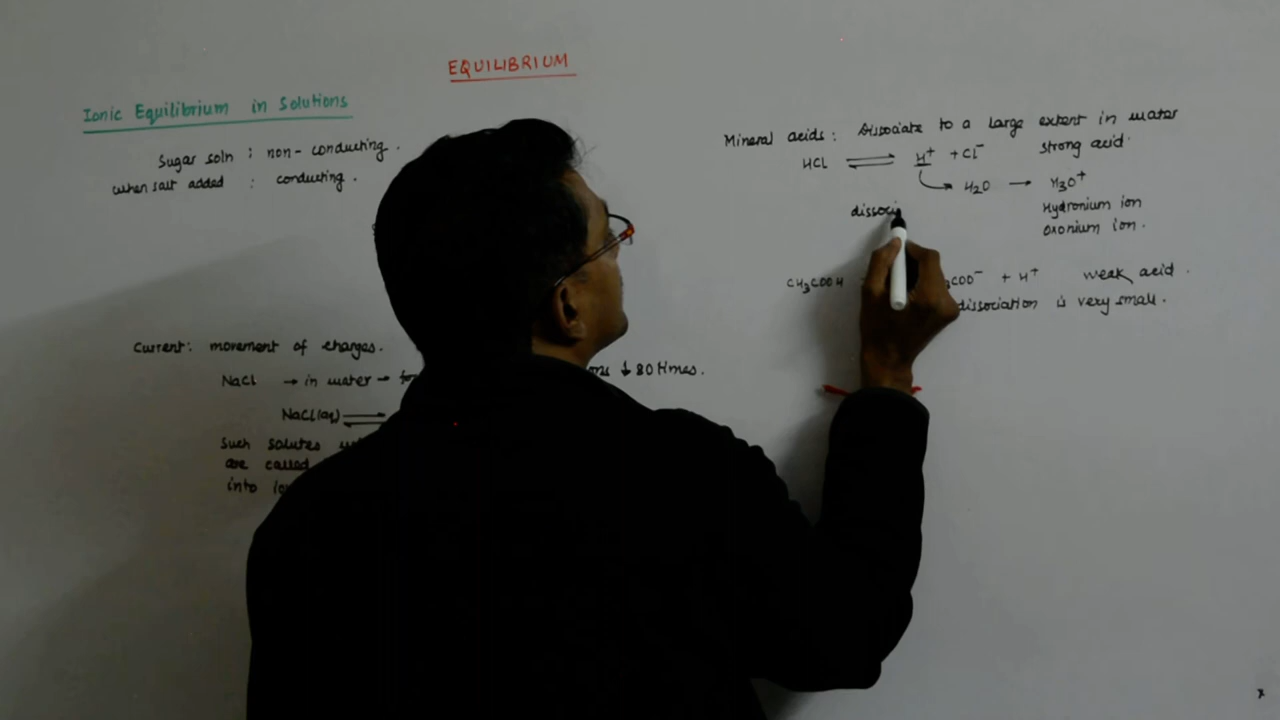 EQUILIBRIUM
Ionic Equilibrium in Solutions
Sugar soln : non-conducting.
when salt added : conducting.
Current: movement of charges.
NaCl → in water →
↓ 80 times.
NaCl(aq) ⇌
Such solutes
are called
into
Mineral acids: Dissociate to a large extent in water
HCl ⇌ H⁺ + Cl⁻ strong acid.
H₂O → H₃O⁺
Hydronium ion
oxonium ion.
dissoci
CH₃COOH COO⁻ + H⁺ weak acid.
dissociation is very small.